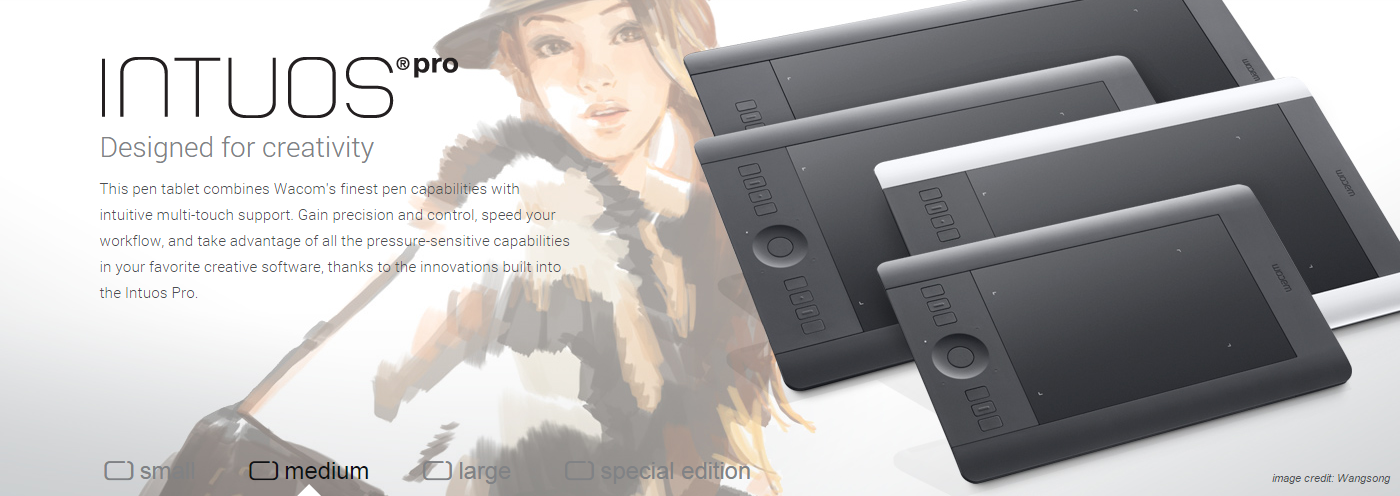 INTUOS® pro
Designed for creativity
This pen tablet combines Wacom's finest pen capabilities with
intuitive multi-touch support. Gain precision and control, speed your
workflow, and take advantage of all the pressure-sensitive capabilities
in your favorite creative software, thanks to the innovations built into
the Intuos Pro.
small medium large special edition
wacom
wacom
wacom
image credit: Wangsong